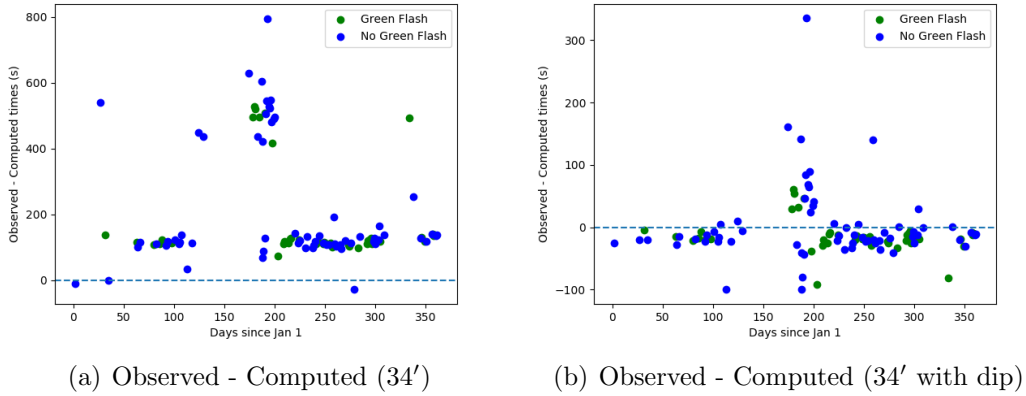 800
600
400
200
0
Observed - Computed times (s)
0 50 100 150 200 250 300 350
Days since Jan 1
Green Flash
No Green Flash
(a) Observed - Computed (34′)
300
200
100
0
−100
Observed - Computed times (s)
0 50 100 150 200 250 300 350
Days since Jan 1
Green Flash
No Green Flash
(b) Observed - Computed (34′ with dip)